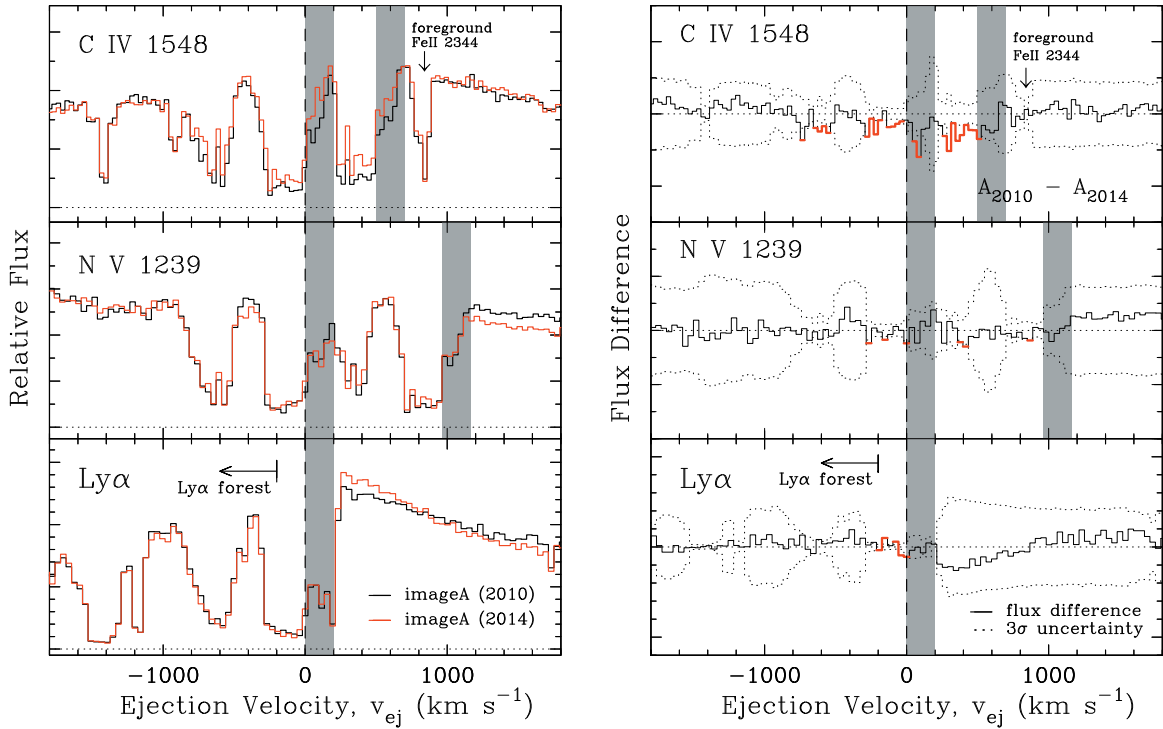 C IV 1548
foreground
FeII 2344
N V 1239
Lyα
Lyα forest
imageA (2010)
imageA (2014)
Relative Flux
−1000
0
1000
Ejection Velocity, v_ej (km s⁻¹)
C IV 1548
foreground
FeII 2344
A₂₀₁₀ − A₂₀₁₄
N V 1239
Lyα
Lyα forest
flux difference
3σ uncertainty
Flux Difference
−1000
0
1000
Ejection Velocity, v_ej (km s⁻¹)